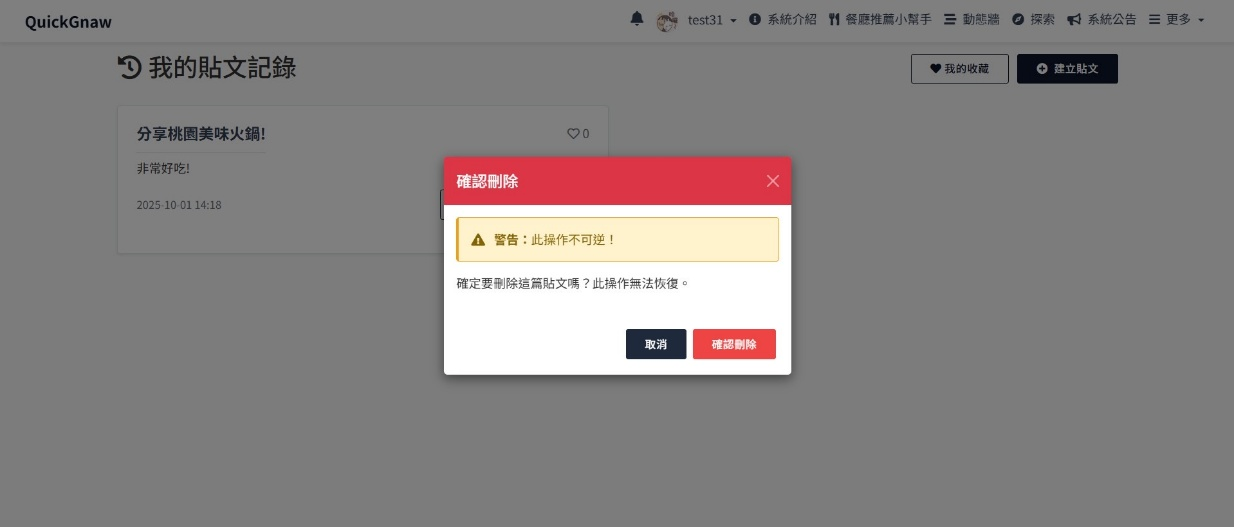 QuickGnaw
test31
系統介紹
餐廳推薦小幫手
動態牆
探索
系統公告
更多
我的貼文記錄
我的收藏
建立貼文
分享桃園美味火鍋!
0
非常好吃!
2025-10-01 14:18
確認刪除
警告：此操作不可逆！
確定要刪除這篇貼文嗎？此操作無法恢復。
取消
確認刪除